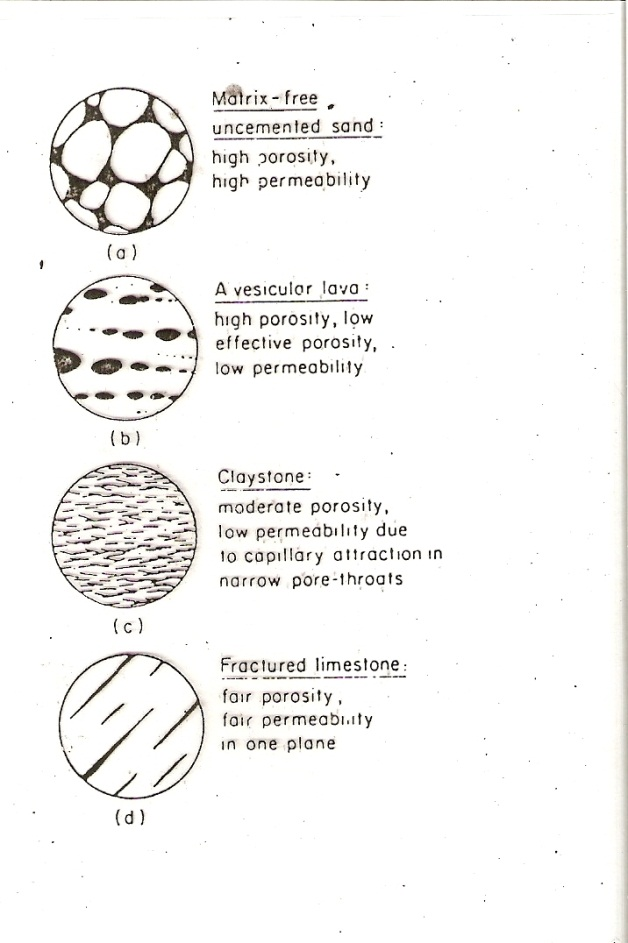 Matrix-free
uncemented sand:
high porosity,
high permeability
(a)
A vesicular lava:
high porosity, low
effective porosity,
low permeability
(b)
Claystone:
moderate porosity,
low permeability due
to capillary attraction in
narrow pore-throats
(c)
Fractured limestone:
fair porosity,
fair permeability
in one plane
(d)